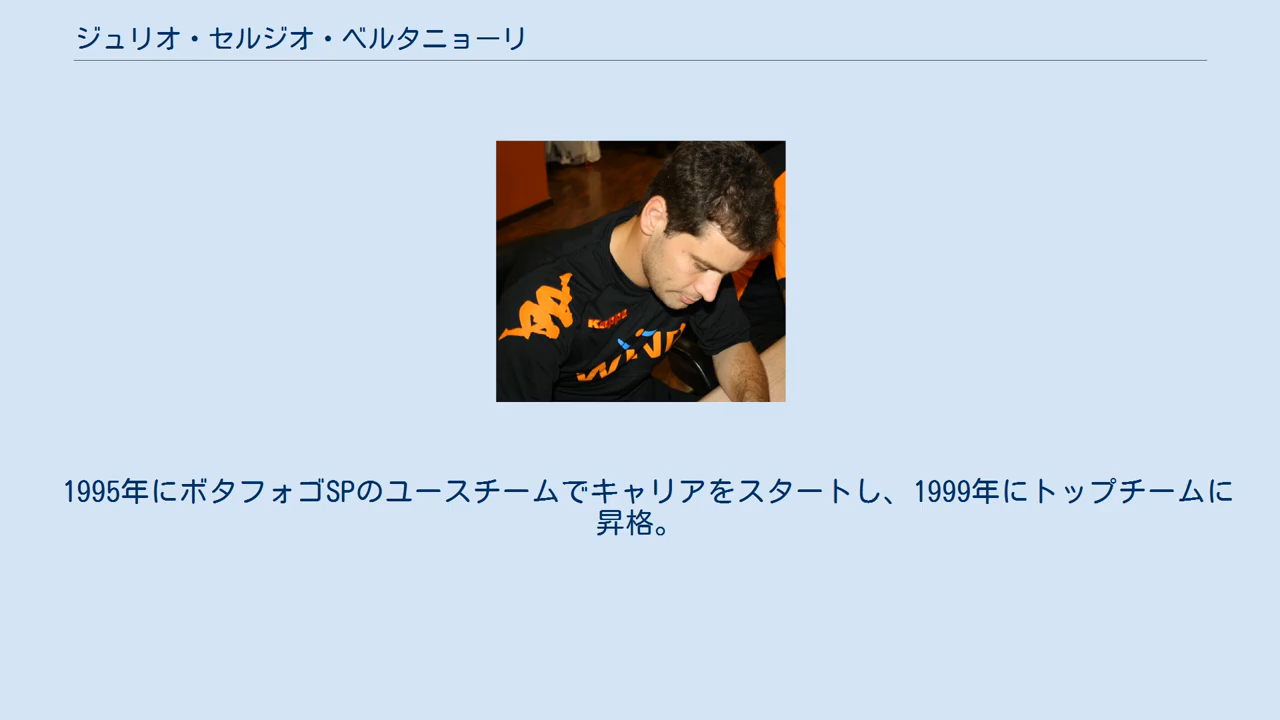 ジュリオ・セルジオ・ベルタニョーリ
Kappa
WIND
1995年にボタフォゴSPのユースチームでキャリアをスタートし、1999年にトップチームに
昇格。